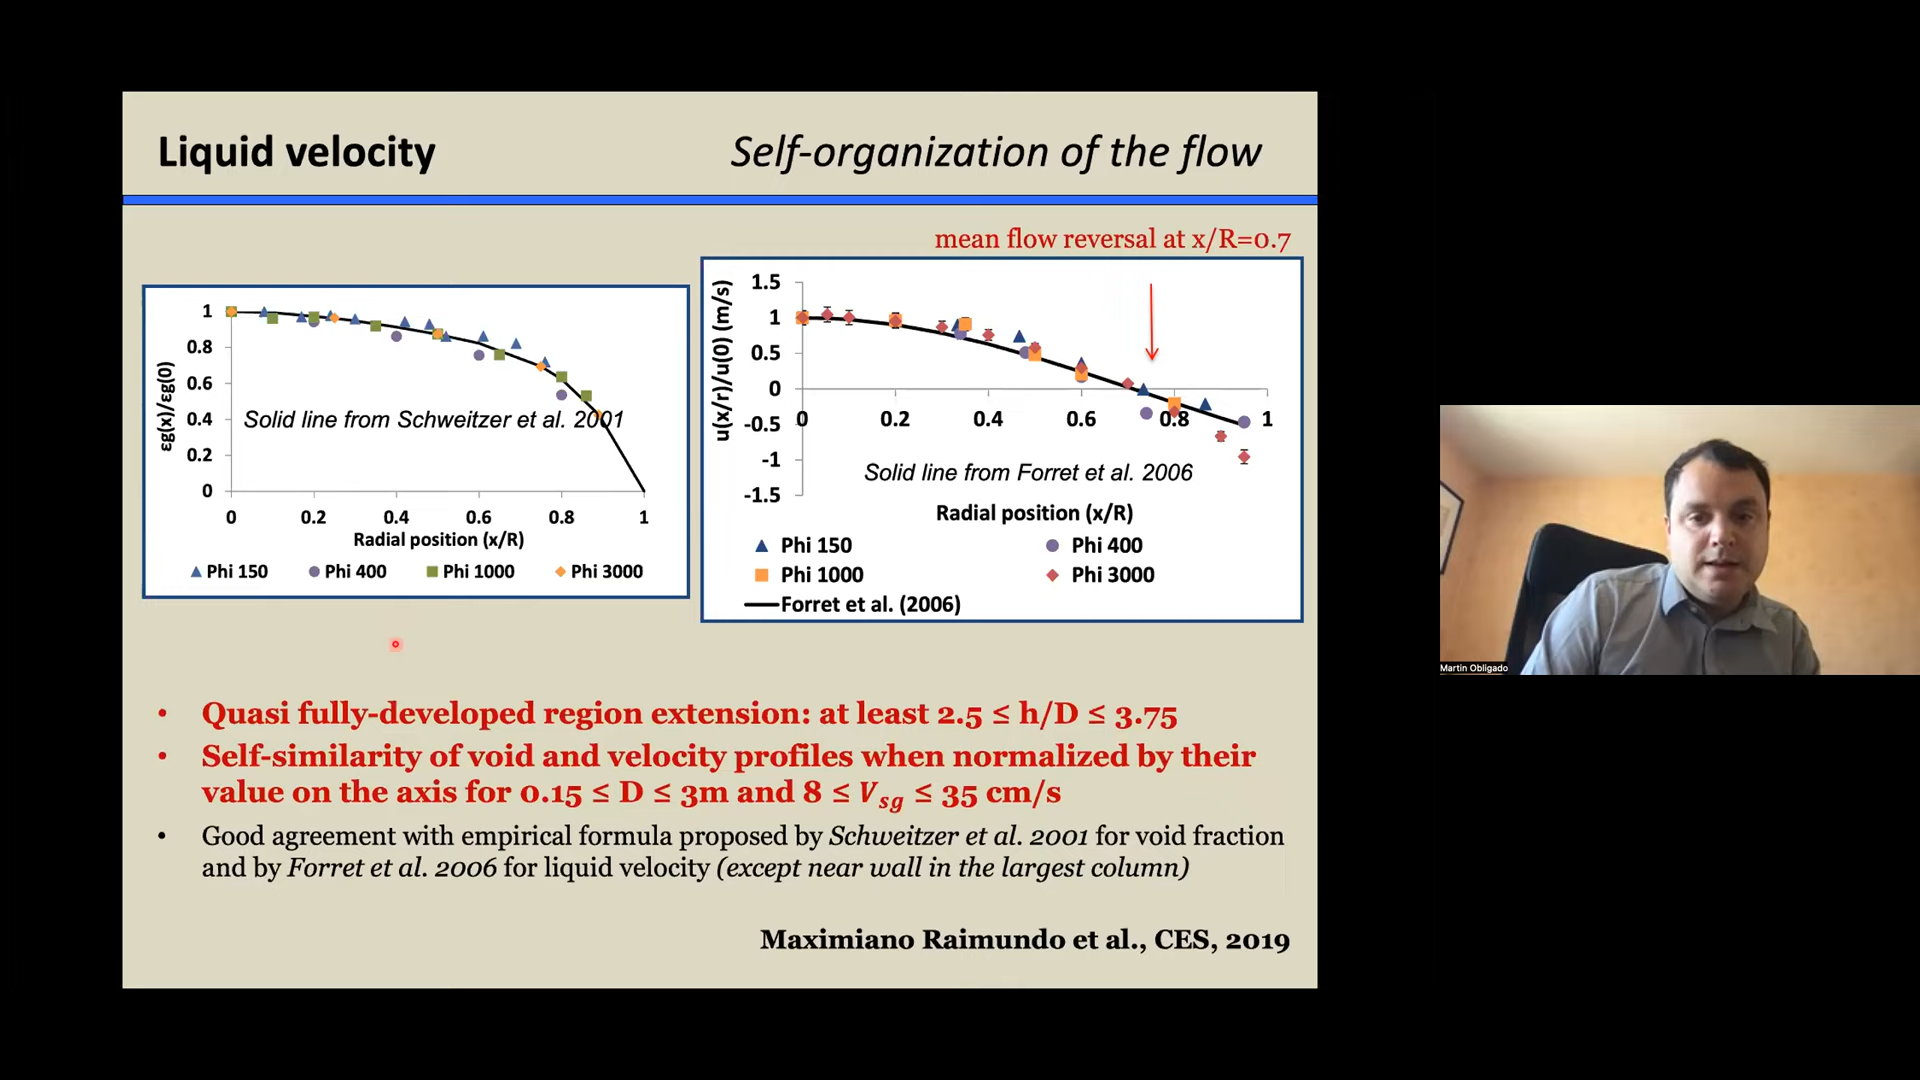 Liquid velocity
Self-organization of the flow
mean flow reversal at x/R=0.7
εg(x)/εg(0)
1
0.8
0.6
0.4
0.2
0
Solid line from Schweitzer et al. 2001
0 0.2 0.4 0.6 0.8 1
Radial position (x/R)
Phi 150 Phi 400 Phi 1000 Phi 3000
u(x/r)/u(0) (m/s)
1.5
1
0.5
0
-0.5
-1
-1.5
0 0.2 0.4 0.6 0.8 1
Solid line from Forret et al. 2006
Radial position (x/R)
Phi 150 Phi 400
Phi 1000 Phi 3000
Forret et al. (2006)
• Quasi fully-developed region extension: at least 2.5 ≤ h/D ≤ 3.75
• Self-similarity of void and velocity profiles when normalized by their
value on the axis for 0.15 ≤ D ≤ 3m and 8 ≤ Vsg ≤ 35 cm/s
• Good agreement with empirical formula proposed by Schweitzer et al. 2001 for void fraction
and by Forret et al. 2006 for liquid velocity (except near wall in the largest column)
Maximiano Raimundo et al., CES, 2019
Martin Obligado